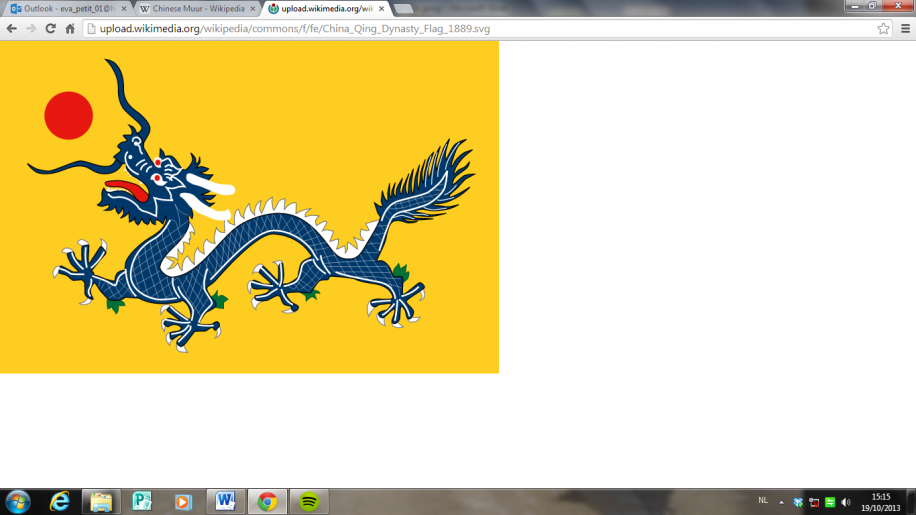 Outlook - eva_petit_01@h
Chinese Muur - Wikipedia
upload.wikimedia.org/wik
upload.wikimedia.org/wikipedia/commons/f/fe/China_Qing_Dynasty_Flag_1889.svg
NL
15:15
19/10/2013